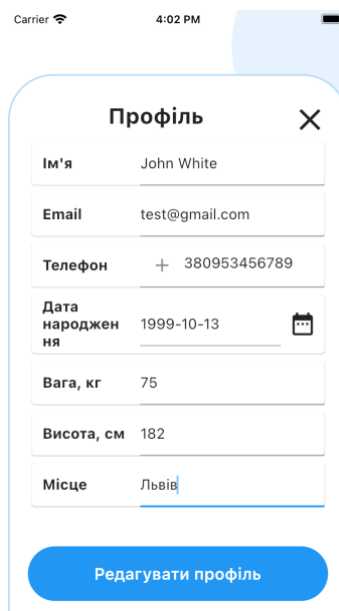 Carrier 4:02 PM
Профіль
Ім'я John White
Email test@gmail.com
Телефон + 380953456789
Дата
народжен
ня 1999-10-13
Вага, кг 75
Висота, см 182
Місце Львів
Редагувати профіль